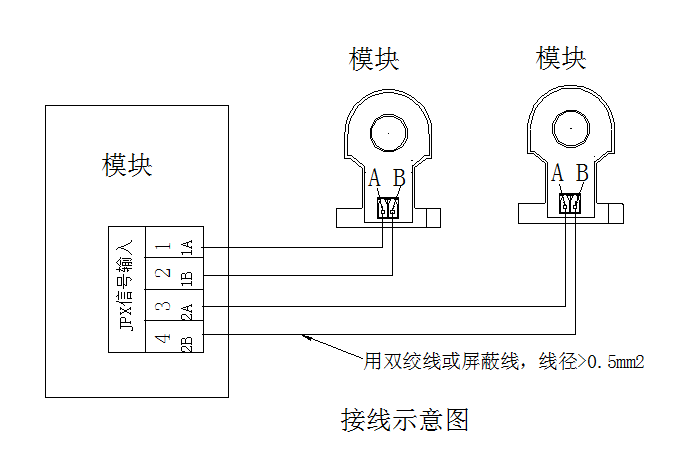 模块
模块
模块
A B
A B
JPX信号输入
1 1A
2 1B
3 2A
4 2B
用双绞线或屏蔽线，线径>0.5mm2
接线示意图